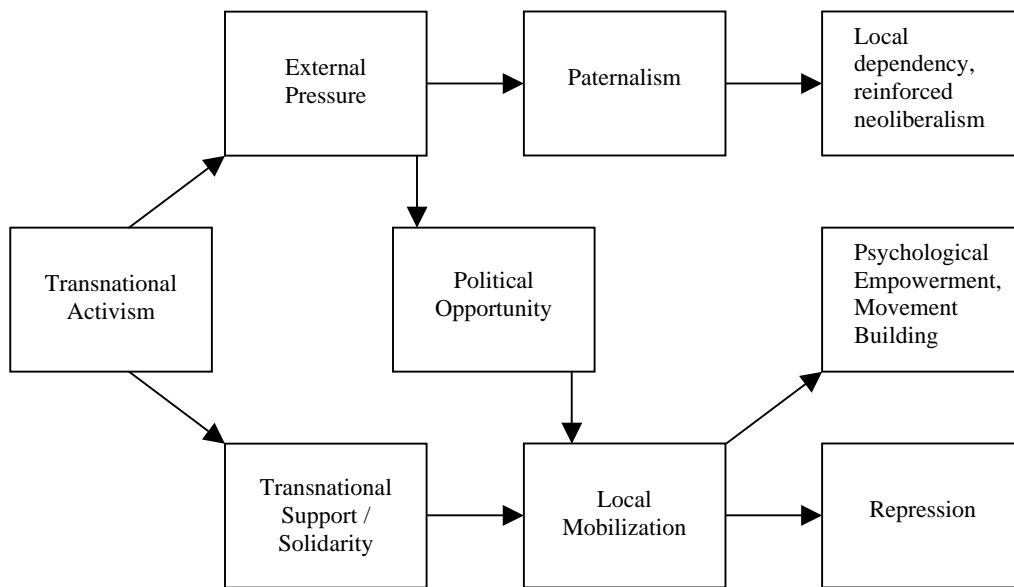 External
Pressure
Paternalism
Local
dependency,
reinforced
neoliberalism
Transnational
Activism
Political
Opportunity
Psychological
Empowerment,
Movement
Building
Transnational
Support /
Solidarity
Local
Mobilization
Repression